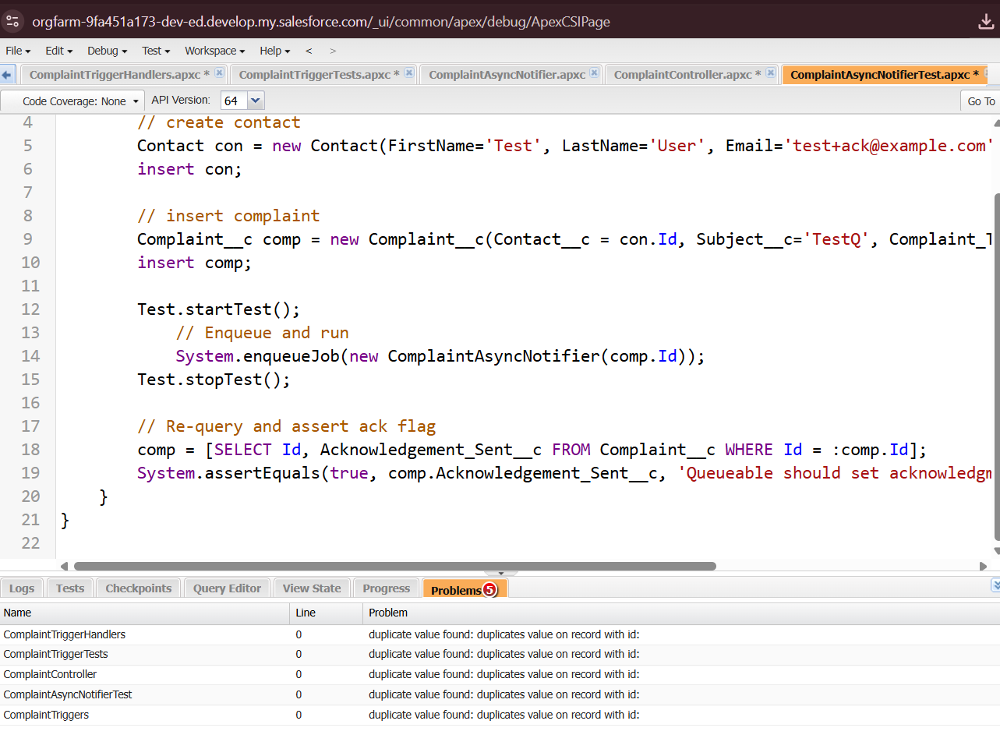 orgfarm-9fa451a173-dev-ed.develop.my.salesforce.com/_ui/common/apex/debug/ApexCSIPage
File Edit Debug Test Workspace Help < >
ComplaintTriggerHandlers.apxc * ComplaintTriggerTests.apxc * ComplaintAsyncNotifier.apxc ComplaintController.apxc * ComplaintAsyncNotifierTest.apxc *
Code Coverage: None API Version: 64 Go To
4 // create contact
5 Contact con = new Contact(FirstName='Test', LastName='User', Email='test+ack@example.com'
6 insert con;
7
8 // insert complaint
9 Complaint__c comp = new Complaint__c(Contact__c = con.Id, Subject__c='TestQ', Complaint_T
10 insert comp;
11
12 Test.startTest();
13 // Enqueue and run
14 System.enqueueJob(new ComplaintAsyncNotifier(comp.Id));
15 Test.stopTest();
16
17 // Re-query and assert ack flag
18 comp = [SELECT Id, Acknowledgement_Sent__c FROM Complaint__c WHERE Id = :comp.Id];
19 System.assertEquals(true, comp.Acknowledgement_Sent__c, 'Queueable should set acknowledgm
20 }
21 }
22
Logs Tests Checkpoints Query Editor View State Progress Problems 5
Name Line Problem
ComplaintTriggerHandlers 0 duplicate value found: duplicates value on record with id:
ComplaintTriggerTests 0 duplicate value found: duplicates value on record with id:
ComplaintController 0 duplicate value found: duplicates value on record with id:
ComplaintAsyncNotifierTest 0 duplicate value found: duplicates value on record with id:
ComplaintTriggers 0 duplicate value found: duplicates value on record with id: